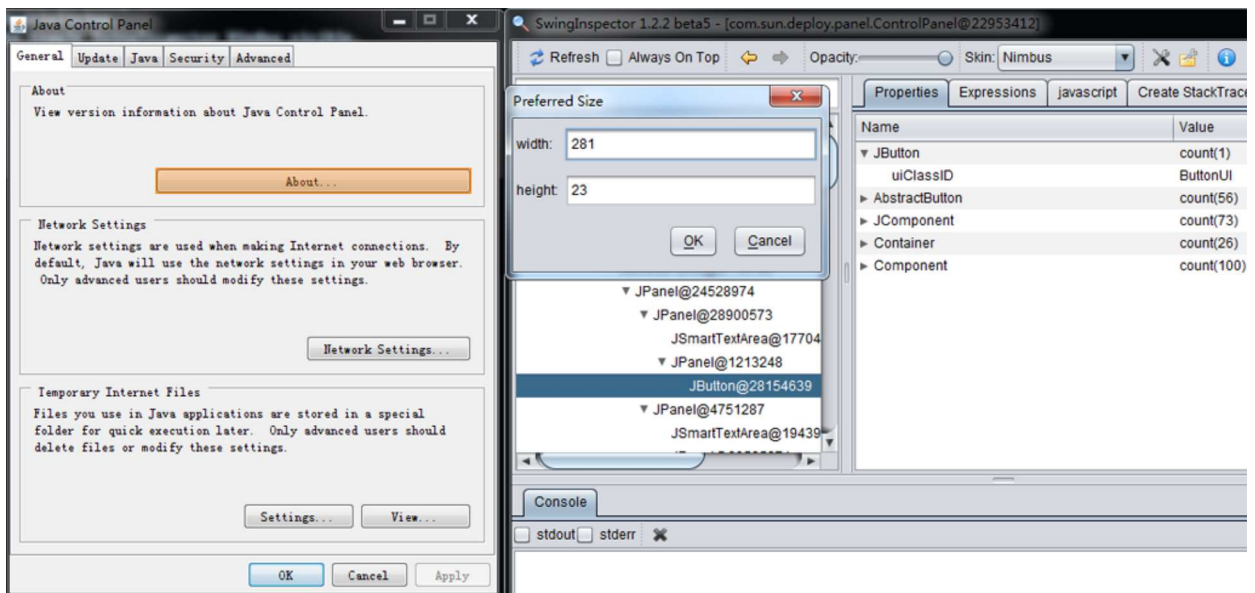 Java Control Panel
General Update Java Security Advanced
About
View version information about Java Control Panel.
About...
Network Settings
Network settings are used when making Internet connections. By
default, Java will use the network settings in your web browser.
Only advanced users should modify these settings.
Network Settings...
Temporary Internet Files
Files you use in Java applications are stored in a special
folder for quick execution later. Only advanced users should
delete files or modify these settings.
Settings... View...
OK Cancel Apply
SwingInspector 1.2.2 beta5 - [com.sun.deploy.panel.ControlPanel@22953412]
Refresh Always On Top Opacity: Skin: Nimbus
Preferred Size
width: 281
height: 23
OK Cancel
JPanel@24528974
JPanel@28900573
JSmartTextArea@17704
JPanel@1213248
JButton@28154639
JPanel@4751287
JSmartTextArea@19439
Properties Expressions javascript Create StackTrace
Name Value
JButton count(1)
uiClassID ButtonUI
AbstractButton count(56)
JComponent count(73)
Container count(26)
Component count(100)
Console
stdout stderr